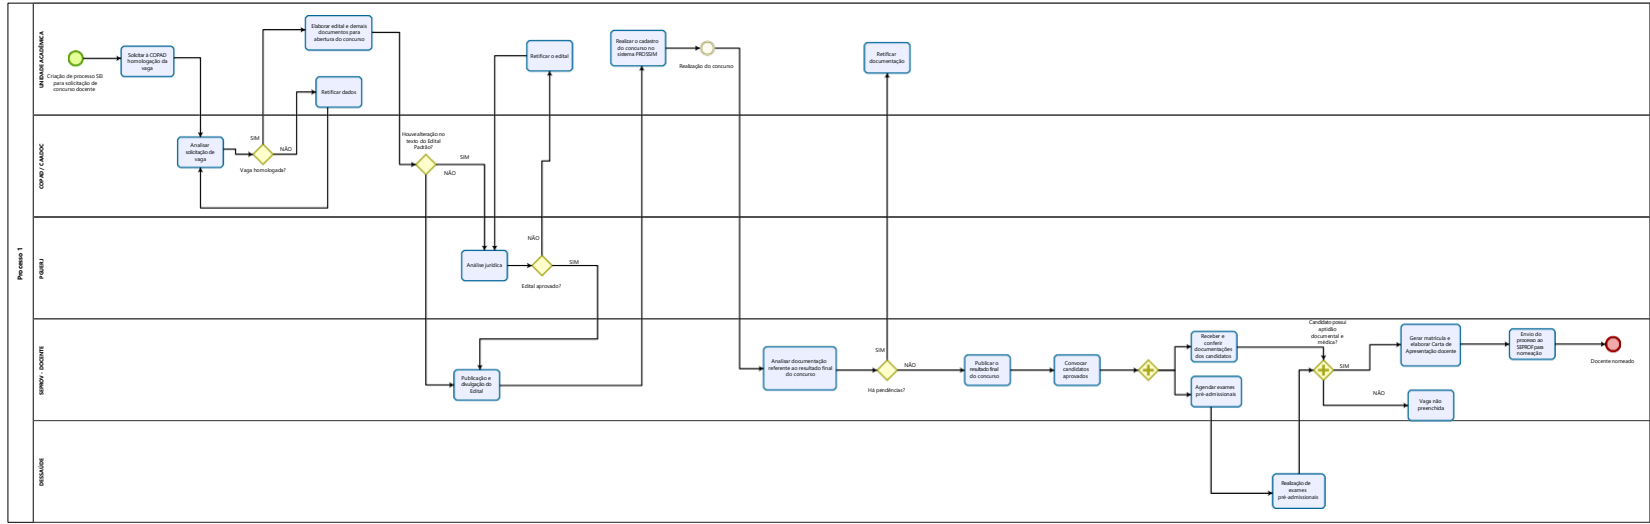 Processo 1
UNIDADE ACADÊMICA
Criação de processo SEI
para solicitação de
concurso docente
Solicitar à COPAD
homologação da
vaga
Elaborar edital e demais
documentos para
abertura do concurso
Retificar dados
Retificar o edital
Realizar o cadastro
do concurso no
sistema PROSSIM
Realização do concurso
Retificar
documentação
Analisar
solicitação de
vaga
SIM
NÃO
Vaga homologada?
Houve alteração no
texto do Edital
Padrão?
SIM
NÃO
Análise jurídica
NÃO
SIM
Edital aprovado?
SEPROV - DOCENTE
Publicação e
divulgação do
Edital
Analisar documentação
referente ao resultado final
do concurso
SIM
NÃO
Há pendências?
Publicar o
resultado final
do concurso
Convocar
candidatos
aprovados
Receber e
conferir
documentações
dos candidatos
Agendar exames
pré-admissionais
Candidato possui
aptidão
documental e
médica?
SIM
NÃO
Gerar matrícula e
elaborar Carta de
Apresentação docente
Vaga não
preenchida
Envio do
processo ao
para
nomeação
Docente nomeado
DESSAÚDE
Realização de
exames
pré-admissionais